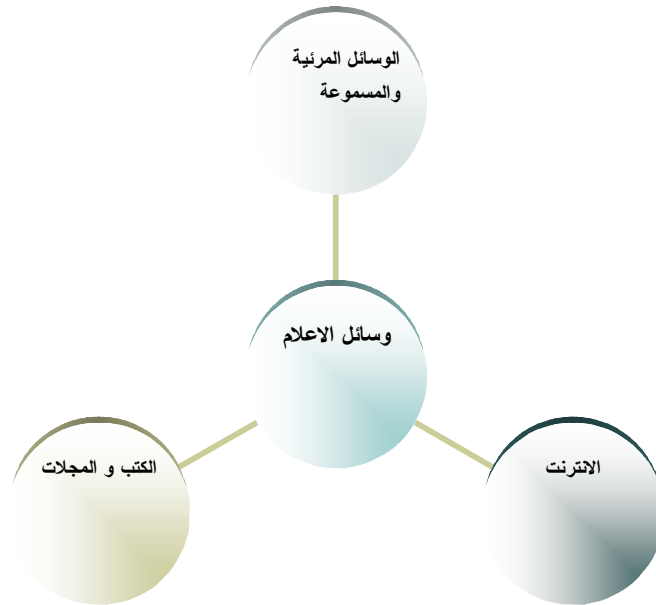 الوسائل المرئية
والمسموعة
وسائل الاعلام
الانترنت
الكتب و المجلات